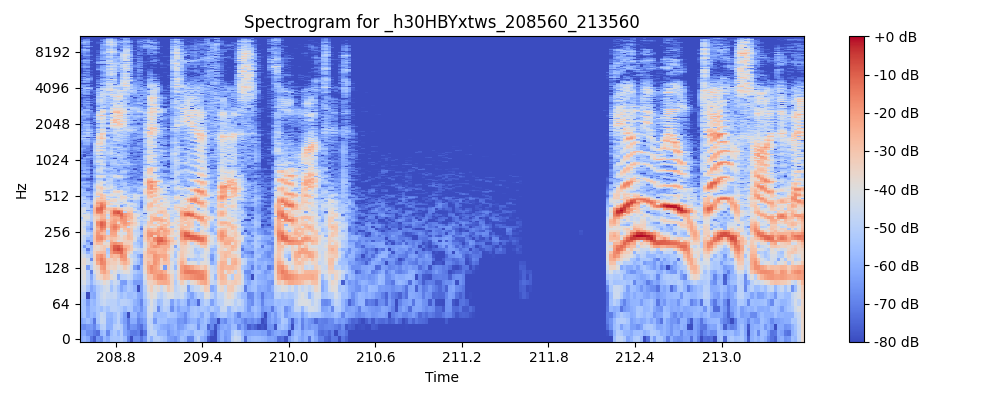 Spectrogram for _h30HBYxtws_208560_213560
Hz
8192
4096
2048
1024
512
256
128
64
0
208.8 209.4 210.0 210.6 211.2 211.8 212.4 213.0
Time
+0 dB
-10 dB
-20 dB
-30 dB
-40 dB
-50 dB
-60 dB
-70 dB
-80 dB